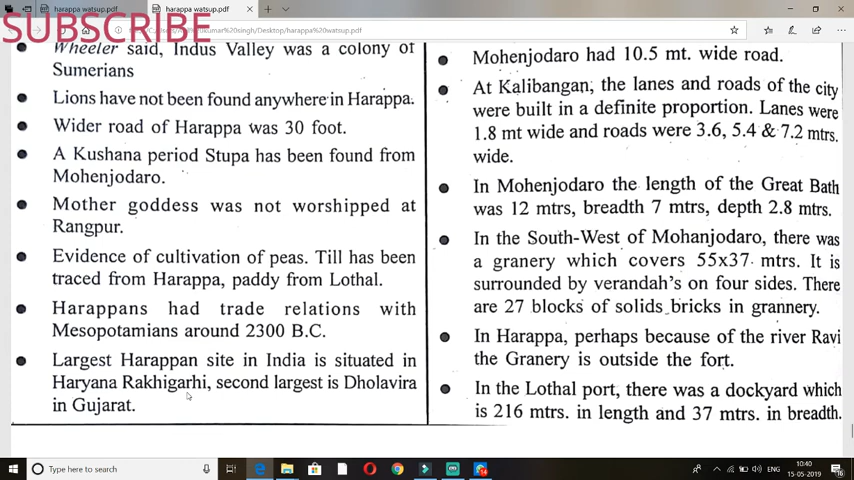 harappa watsup.pdf
harappa watsup.pdf
SUBSCRIBE
Wheeler said, Indus Valley was a colony of
Sumerians
Lions have not been found anywhere in Harappa.
Wider road of Harappa was 30 foot.
A Kushana period Stupa has been found from
Mohenjodaro.
Mother goddess was not worshipped at
Rangpur.
Evidence of cultivation of peas. Till has been
traced from Harappa, paddy from Lothal.
Harappans had trade relations with
Mesopotamians around 2300 B.C.
Largest Harappan site in India is situated in
Haryana Rakhigarhi, second largest is Dholavira
in Gujarat.
Mohenjodaro had 10.5 mt. wide road.
At Kalibangan, the lanes and roads of the city
were built in a definite proportion. Lanes were
1.8 mt wide and roads were 3.6, 5.4 & 7.2 mtrs.
wide.
In Mohenjodaro the length of the Great Bath
was 12 mtrs, breadth 7 mtrs, depth 2.8 mtrs.
In the South-West of Mohanjodaro, there was
a granery which covers 55x37 mtrs. It is
surrounded by verandah's on four sides. There
are 27 blocks of solids bricks in grannery.
In Harappa, perhaps because of the river Ravi
the Granery is outside the fort.
In the Lothal port, there was a dockyard which
is 216 mtrs. in length and 37 mtrs. in breadth.
Type here to search
ENG
10:40
15-05-2019